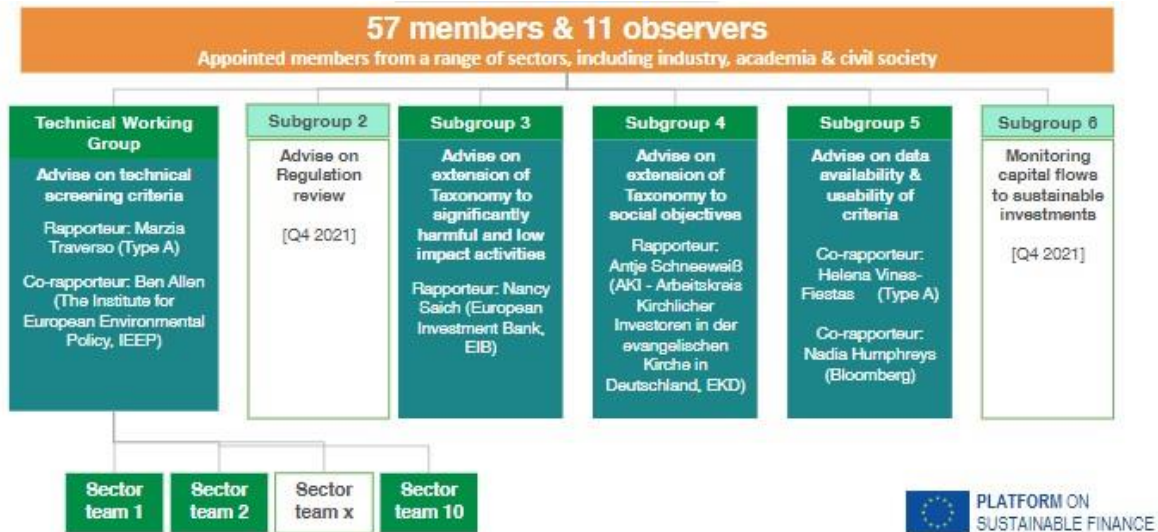 57 members & 11 observers
Appointed members from a range of sectors, including industry, academia & civil society
Technical Working
Group
Advise on technical
screening criteria
Rapporteur: Marzia
Traverso (Type A)
Co-rapporteur: Ben Allen
(The Institute for
European Environmental
Policy, IEEP)
Subgroup 2
Advise on
Regulation
review
[Q4 2021]
Subgroup 3
Advise on
extension of
Taxonomy to
significantly
harmful and low
impact activities
Rapporteur: Nancy
Saich (European
Investment Bank,
EIB)
Subgroup 4
Advise on
extension of
Taxonomy to
social objectives
Rapporteur:
Antje Schneeweiß
(AKI - Arbeitskreis
Kirchlicher
Investoren in der
evangelischen
Kirche in
Deutschland, EKD)
Subgroup 5
Advise on data
availability &
usability of
criteria
Co-rapporteur:
Helena Vines-
Fiestas (Type A)
Co-rapporteur:
Nadia Humphreys
(Bloomberg)
Subgroup 6
Monitoring
capital flows
to sustainable
investments
[Q4 2021]
Sector
team 1
Sector
team 2
Sector
team x
Sector
team 10
PLATFORM ON
SUSTAINABLE FINANCE